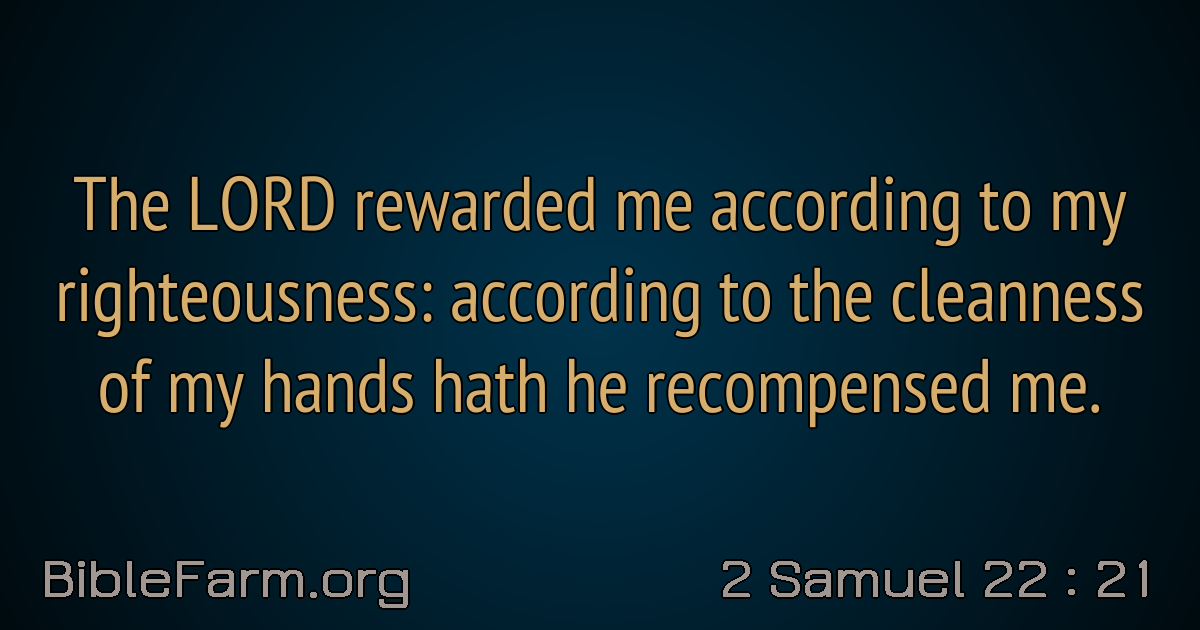 The LORD rewarded me according to my
righteousness: according to the cleanness
of my hands hath he recompensed me.
BibleFarm.org
2 Samuel 22 : 21